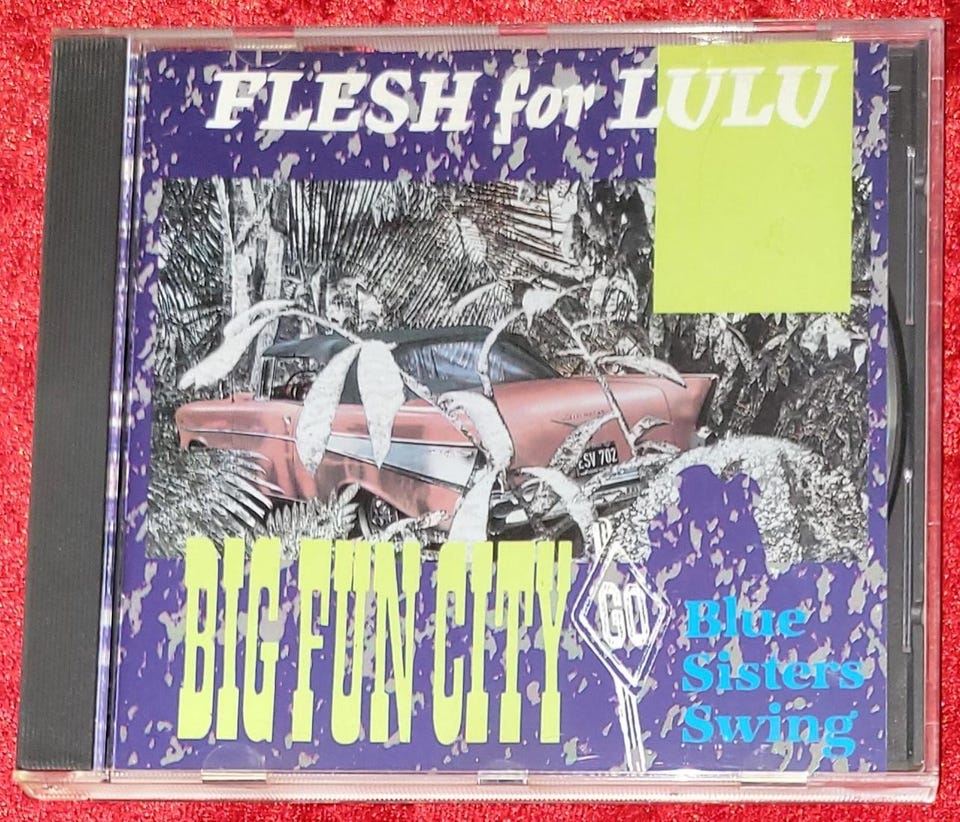 FLESH for LULU
ESV 702
BIG FUN CITY
GO
Blue
Sisters
Swing